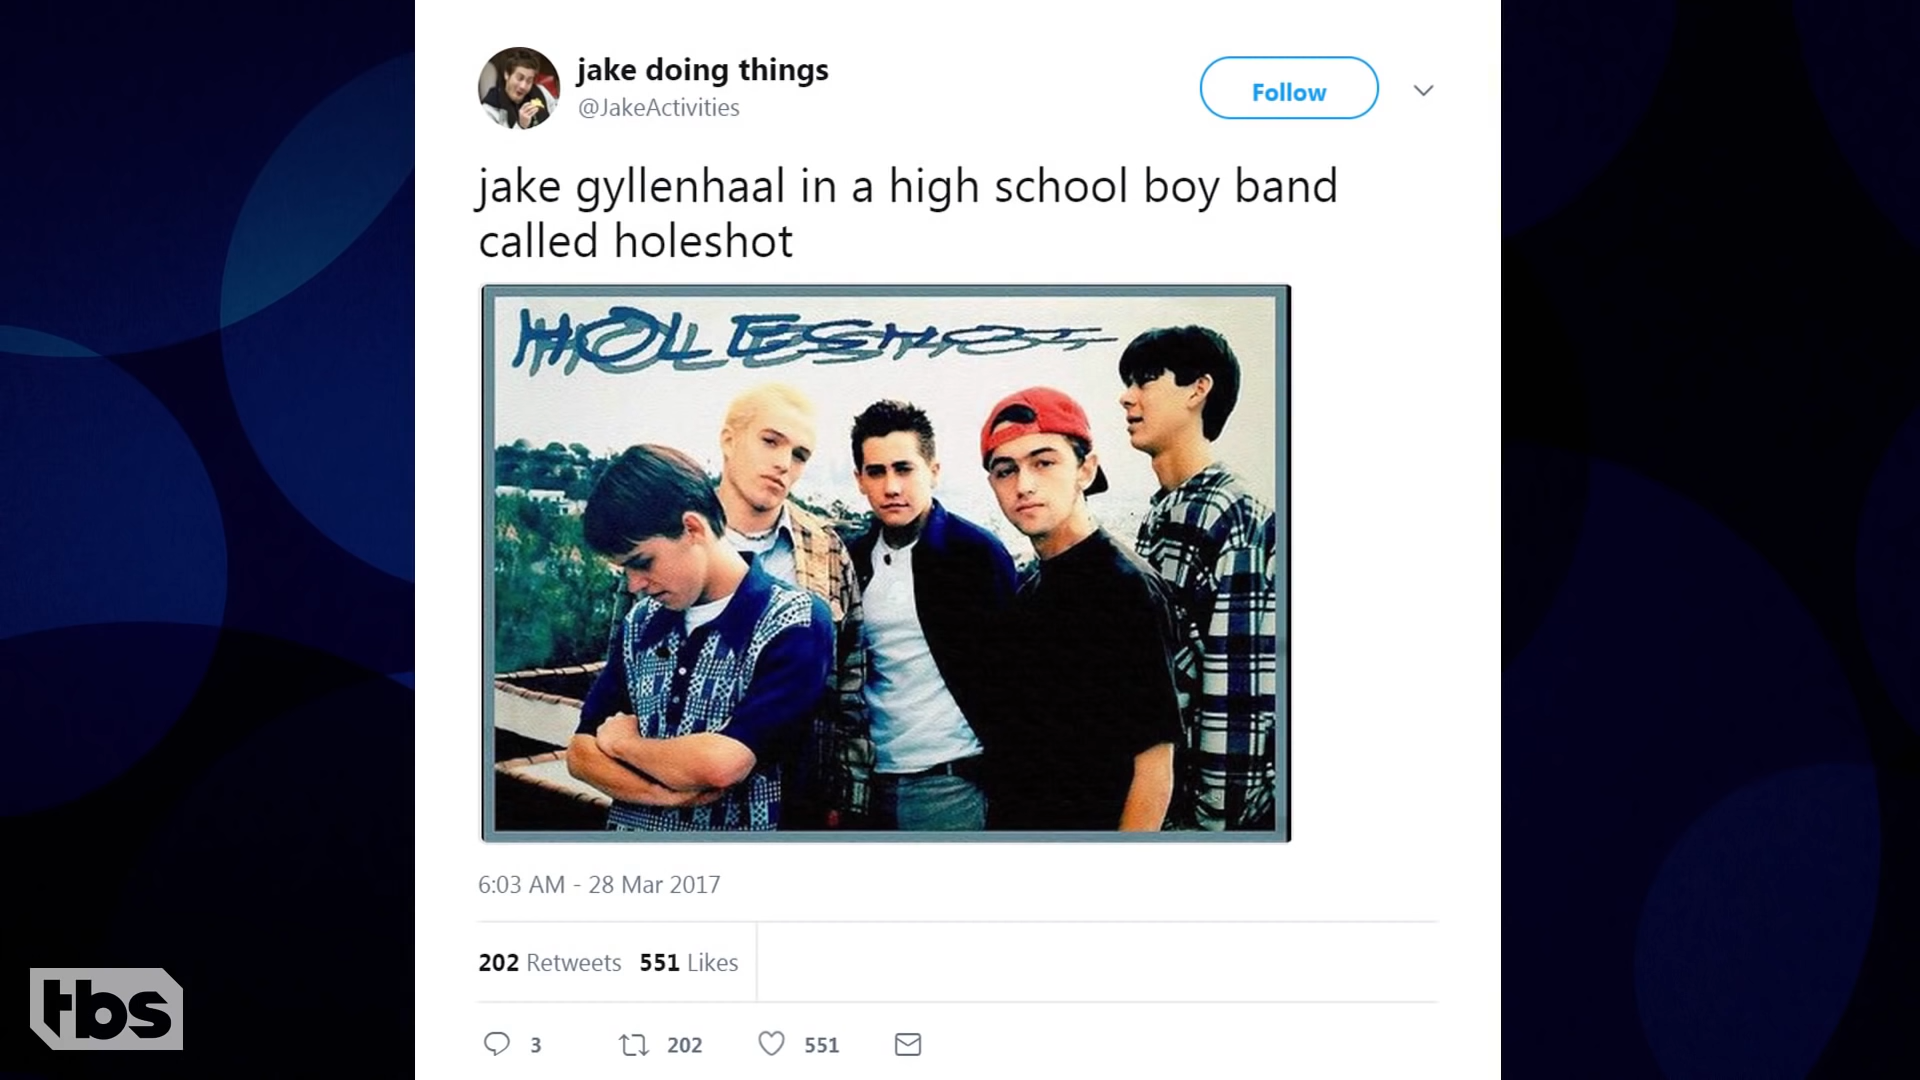 jake doing things
@JakeActivities
Follow
jake gyllenhaal in a high school boy band
called holeshot
HOLESHOT
6:03 AM - 28 Mar 2017
202 Retweets 551 Likes
3 202 551
tbs